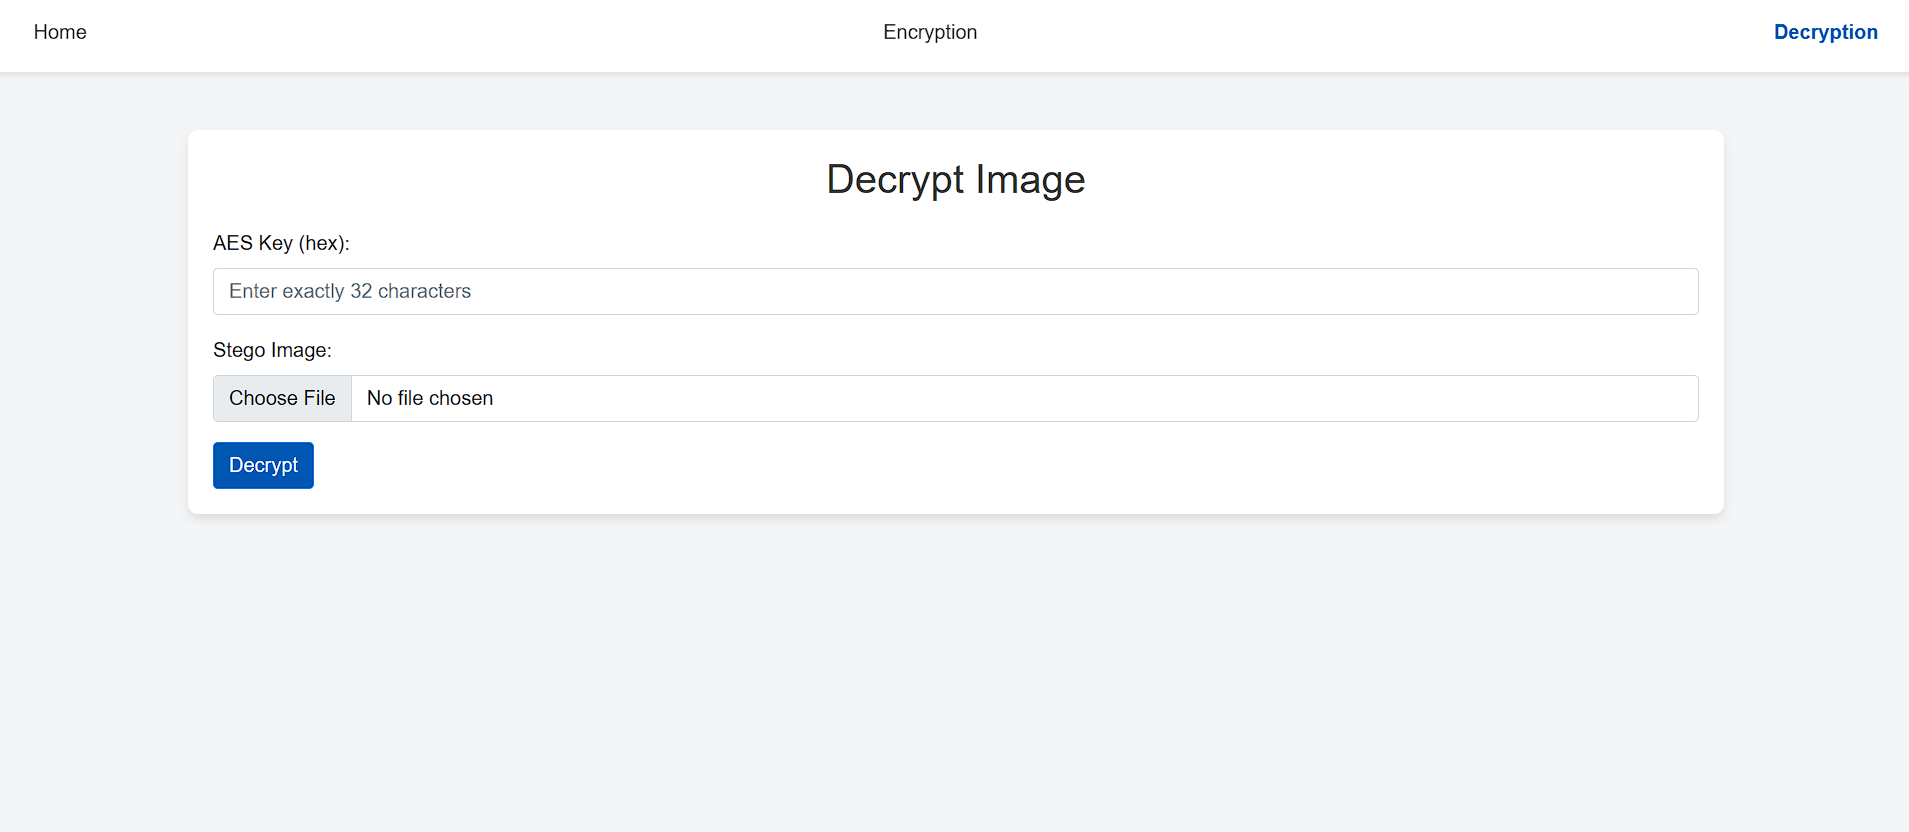 Home Encryption Decryption
Decrypt Image
AES Key (hex):
Enter exactly 32 characters
Stego Image:
Choose File No file chosen
Decrypt